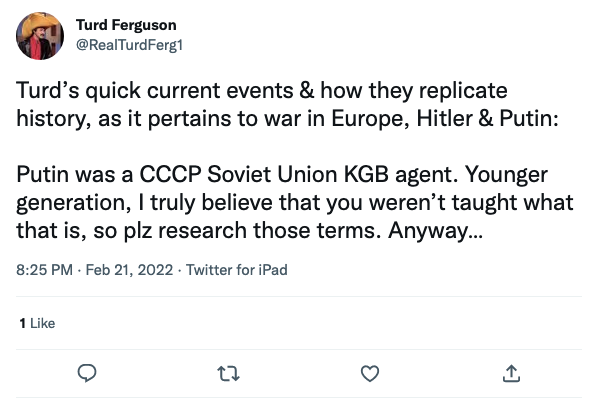 Turd Ferguson
@RealTurdFerg1
Turd’s quick current events & how they replicate
history, as it pertains to war in Europe, Hitler & Putin:
Putin was a CCCP Soviet Union KGB agent. Younger
generation, I truly believe that you weren’t taught what
that is, so plz research those terms. Anyway...
8:25 PM · Feb 21, 2022 · Twitter for iPad
1 Like